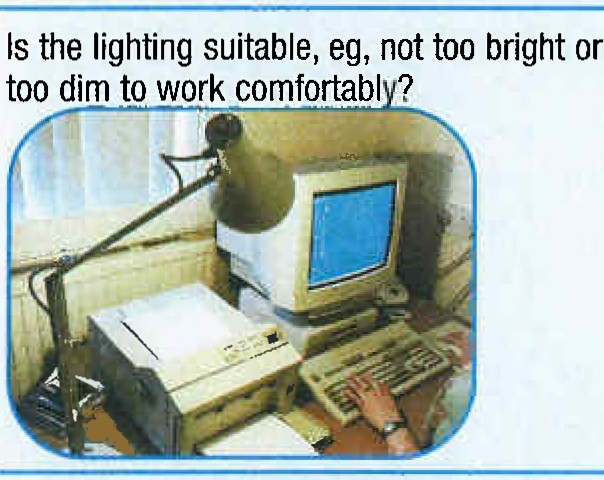 Is the lighting suitable, eg, not too bright or
too dim to work comfortably?